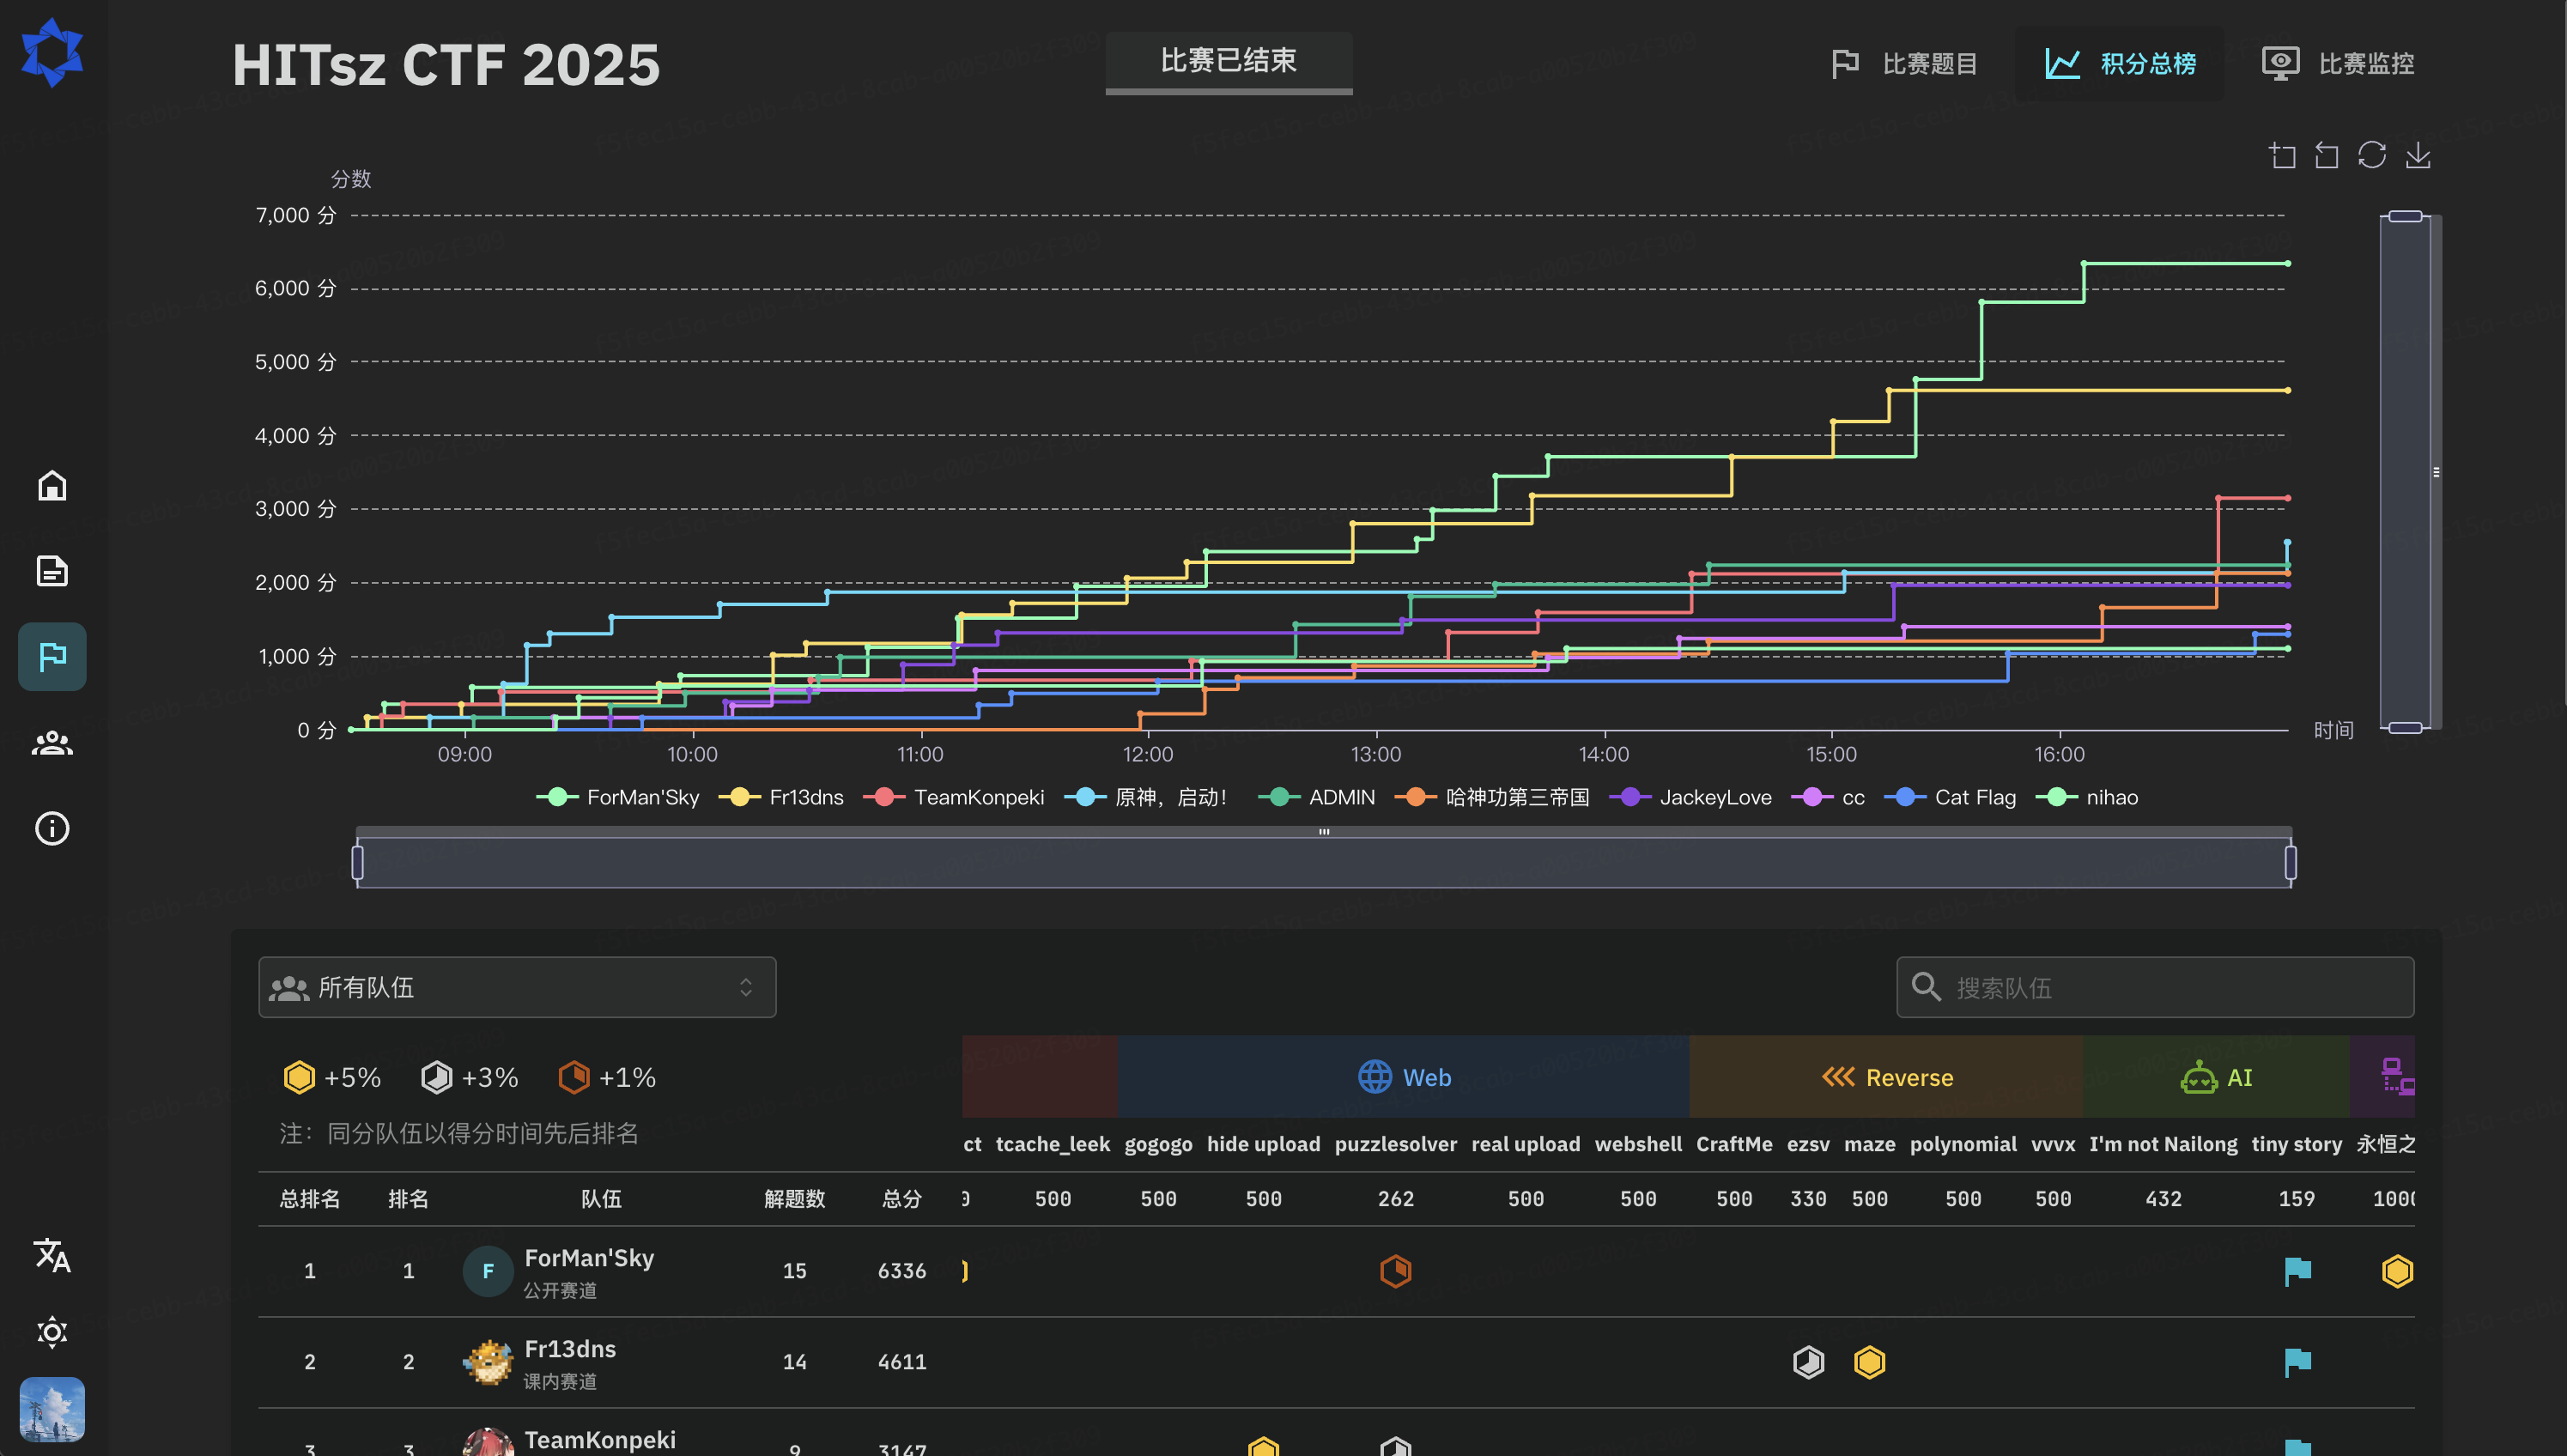 HITsz CTF 2025
比赛已结束
比赛题目
积分总榜
比赛监控
分数
7,000 分
6,000 分
5,000 分
4,000 分
3,000 分
2,000 分
1,000 分
0 分
09:00 10:00 11:00 12:00 13:00 14:00 15:00 16:00
时间
ForMan'Sky Fr13dns TeamKonpeki 原神，启动！ ADMIN 哈神功第三帝国 JackeyLove cc Cat Flag nihao
所有队伍
搜索队伍
+5% +3% +1%
Web Reverse AI
注：同分队伍以得分时间先后排名
ct tcache_leek gogogo hide upload puzzlesolver real upload webshell CraftMe ezsv maze polynomial vvvx I'm not Nailong tiny story 永恒之
总排名 排名 队伍 解题数 总分 500 500 500 262 500 500 500 330 500 500 500 432 159 1000
1 1 F ForMan'Sky 15 6336
公开赛道
2 2 Fr13dns 14 4611
课内赛道
3 3 TeamKonpeki 9 3147